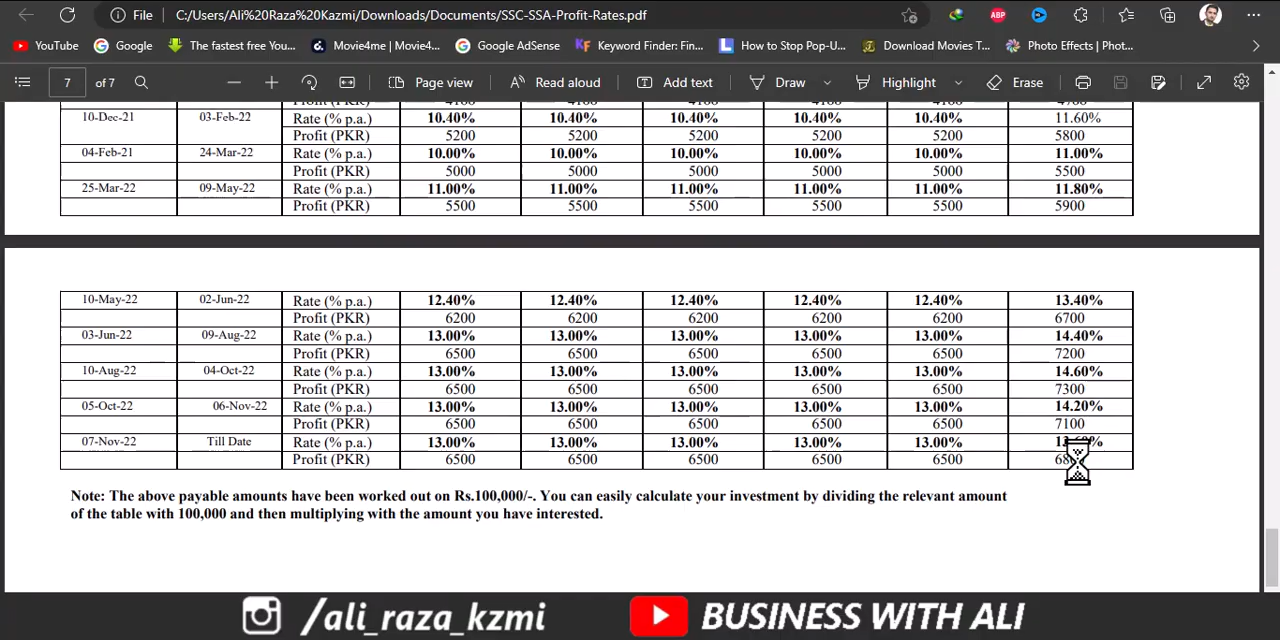 File C:/Users/Ali%20Raza%20Kazmi/Downloads/Documents/SSC-SSA-Profit-Rates.pdf ABP
YouTube Google The fastest free You... Movie4me | Movie4... Google AdSense KF Keyword Finder: Fin... L How to Stop Pop-U... Download Movies T... Photo Effects | Phot...
7 of 7 Page view Read aloud Add text Draw Highlight Erase
Profit (PKR)
10-Dec-21 03-Feb-22 Rate (% p.a.) 10.40% 10.40% 10.40% 10.40% 10.40% 11.60%
Profit (PKR) 5200 5200 5200 5200 5200 5800
04-Feb-21 24-Mar-22 Rate (% p.a.) 10.00% 10.00% 10.00% 10.00% 10.00% 11.00%
Profit (PKR) 5000 5000 5000 5000 5000 5500
25-Mar-22 09-May-22 Rate (% p.a.) 11.00% 11.00% 11.00% 11.00% 11.00% 11.80%
Profit (PKR) 5500 5500 5500 5500 5500 5900
10-May-22 02-Jun-22 Rate (% p.a.) 12.40% 12.40% 12.40% 12.40% 12.40% 13.40%
Profit (PKR) 6200 6200 6200 6200 6200 6700
03-Jun-22 09-Aug-22 Rate (% p.a.) 13.00% 13.00% 13.00% 13.00% 13.00% 14.40%
Profit (PKR) 6500 6500 6500 6500 6500 7200
10-Aug-22 04-Oct-22 Rate (% p.a.) 13.00% 13.00% 13.00% 13.00% 13.00% 14.60%
Profit (PKR) 6500 6500 6500 6500 6500 7300
05-Oct-22 06-Nov-22 Rate (% p.a.) 13.00% 13.00% 13.00% 13.00% 13.00% 14.20%
Profit (PKR) 6500 6500 6500 6500 6500 7100
07-Nov-22 Till Date Rate (% p.a.) 13.00% 13.00% 13.00% 13.00% 13.00%
Profit (PKR) 6500 6500 6500 6500 6500
Note: The above payable amounts have been worked out on Rs.100,000/-. You can easily calculate your investment by dividing the relevant amount
of the table with 100,000 and then multiplying with the amount you have interested.
/ali_raza_kzmi BUSINESS WITH ALI